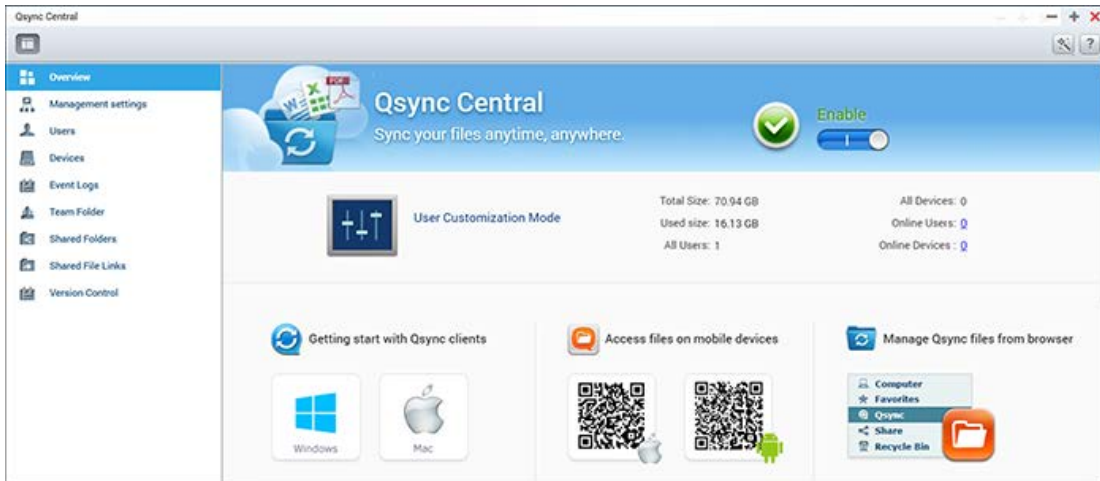 Qsync Central
Overview
Management settings
Users
Devices
Event Logs
Team Folder
Shared Folders
Shared File Links
Version Control
PDF
W
X
Qsync Central
Sync your files anytime, anywhere.
Enable
User Customization Mode
Total Size: 70.94 GB
Used size: 16.13 GB
All Users: 1
All Devices: 0
Online Users: 0
Online Devices : 0
Getting start with Qsync clients
Windows
Mac
Access files on mobile devices
Manage Qsync files from browser
Computer
Favorites
Qsync
Share
Recycle Bin